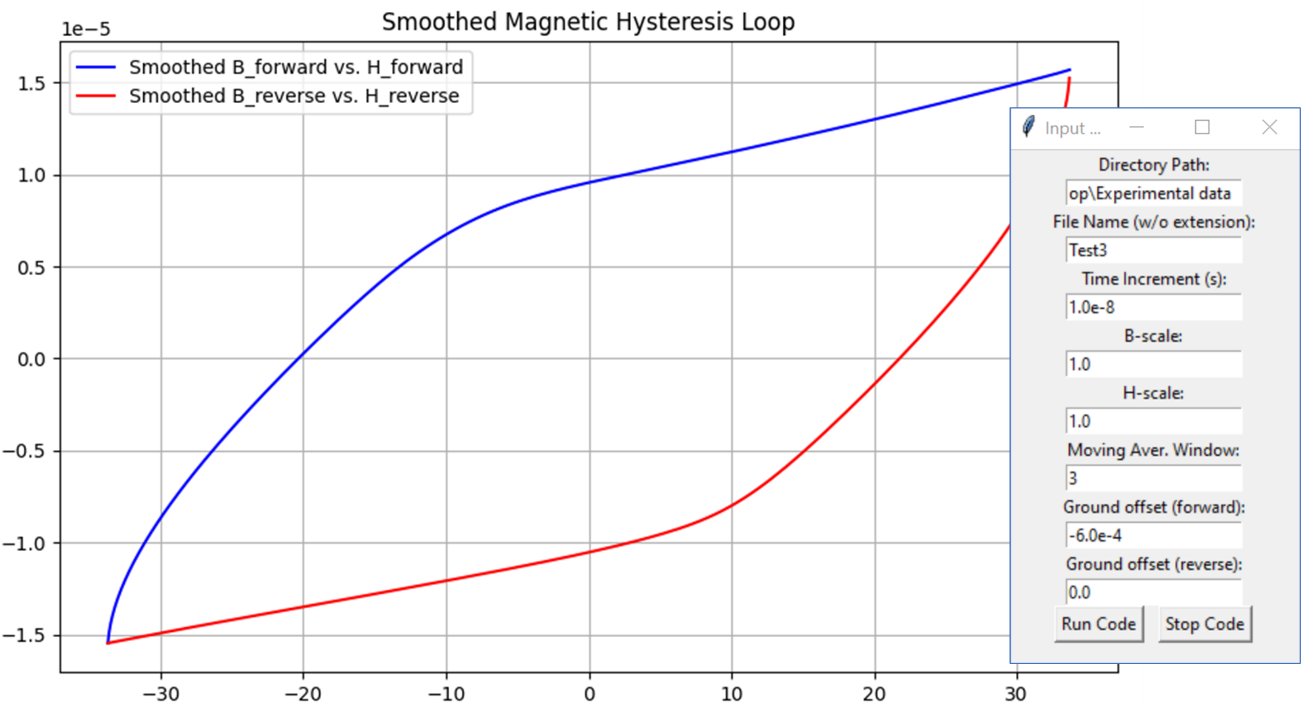 Smoothed Magnetic Hysteresis Loop
1e−5
Smoothed B_forward vs. H_forward
Smoothed B_reverse vs. H_reverse
1.5
1.0
0.5
0.0
−0.5
−1.0
−1.5
−30
−20
−10
0
10
20
30
Input ...
Directory Path:
op\Experimental data
File Name (w/o extension):
Test3
Time Increment (s):
1.0e-8
B-scale:
1.0
H-scale:
1.0
Moving Aver. Window:
3
Ground offset (forward):
-6.0e-4
Ground offset (reverse):
0.0
Run Code
Stop Code